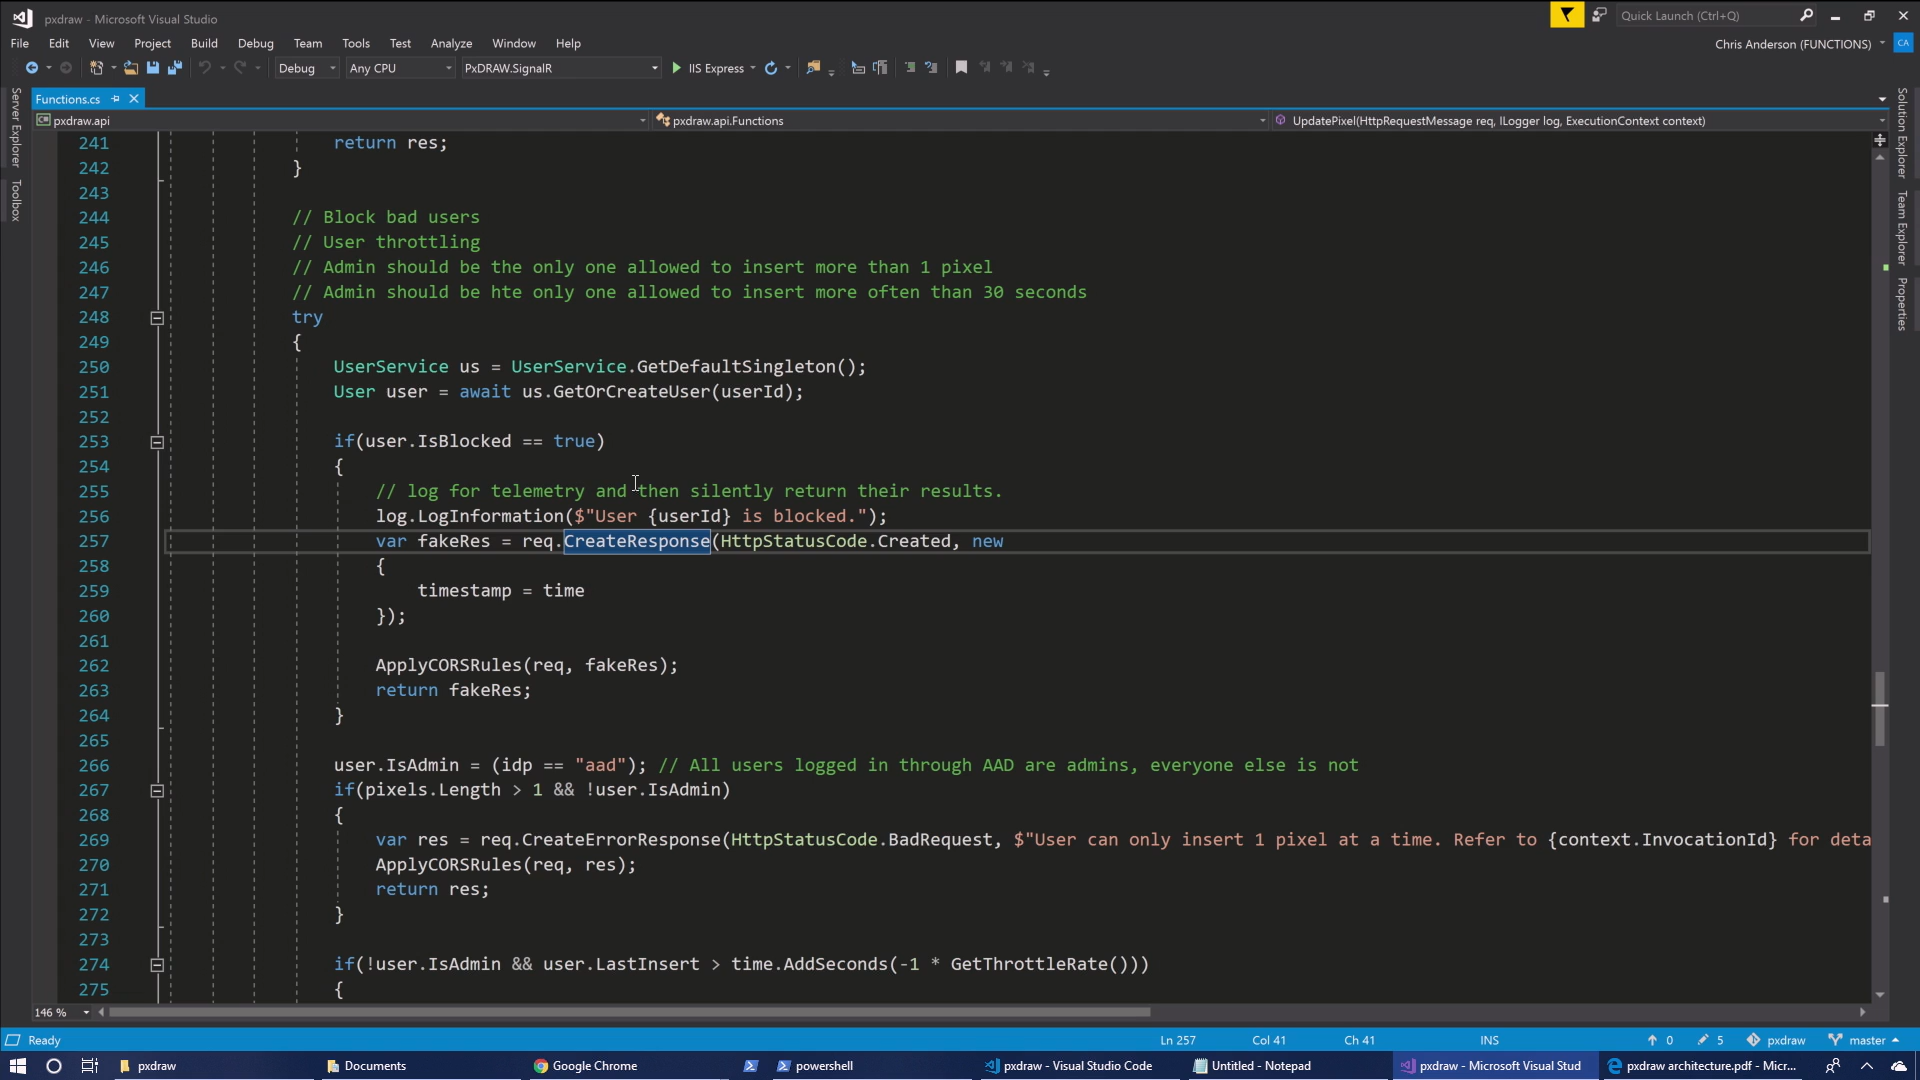 pxdraw - Microsoft Visual Studio
Quick Launch (Ctrl+Q)
File Edit View Project Build Debug Team Tools Test Analyze Window Help
Chris Anderson (FUNCTIONS) CA
Debug Any CPU PxDRAW.SignalR IIS Express
Server Explorer
Toolbox
Solution Explorer
Team Explorer
Properties
Functions.cs
pxdraw.api pxdraw.api.Functions UpdatePixel(HttpRequestMessage req, ILogger log, ExecutionContext context)
241 return res;
242 }
243
244 // Block bad users
245 // User throttling
246 // Admin should be the only one allowed to insert more than 1 pixel
247 // Admin should be hte only one allowed to insert more often than 30 seconds
248 try
249 {
250 UserService us = UserService.GetDefaultSingleton();
251 User user = await us.GetOrCreateUser(userId);
252
253 if(user.IsBlocked == true)
254 {
255 // log for telemetry and then silently return their results.
256 log.LogInformation($"User {userId} is blocked.");
257 var fakeRes = req.CreateResponse(HttpStatusCode.Created, new
258 {
259 timestamp = time
260 });
261
262 ApplyCORSRules(req, fakeRes);
263 return fakeRes;
264 }
265
266 user.IsAdmin = (idp == "aad"); // All users logged in through AAD are admins, everyone else is not
267 if(pixels.Length > 1 && !user.IsAdmin)
268 {
269 var res = req.CreateErrorResponse(HttpStatusCode.BadRequest, $"User can only insert 1 pixel at a time. Refer to {context.InvocationId} for deta
270 ApplyCORSRules(req, res);
271 return res;
272 }
273
274 if(!user.IsAdmin && user.LastInsert > time.AddSeconds(-1 * GetThrottleRate()))
275 {
146 %
Ready Ln 257 Col 41 Ch 41 INS 0 5 pxdraw master
pxdraw Documents Google Chrome powershell pxdraw - Visual Studio Code Untitled - Notepad pxdraw - Microsoft Visual Stud pxdraw architecture.pdf - Micr...